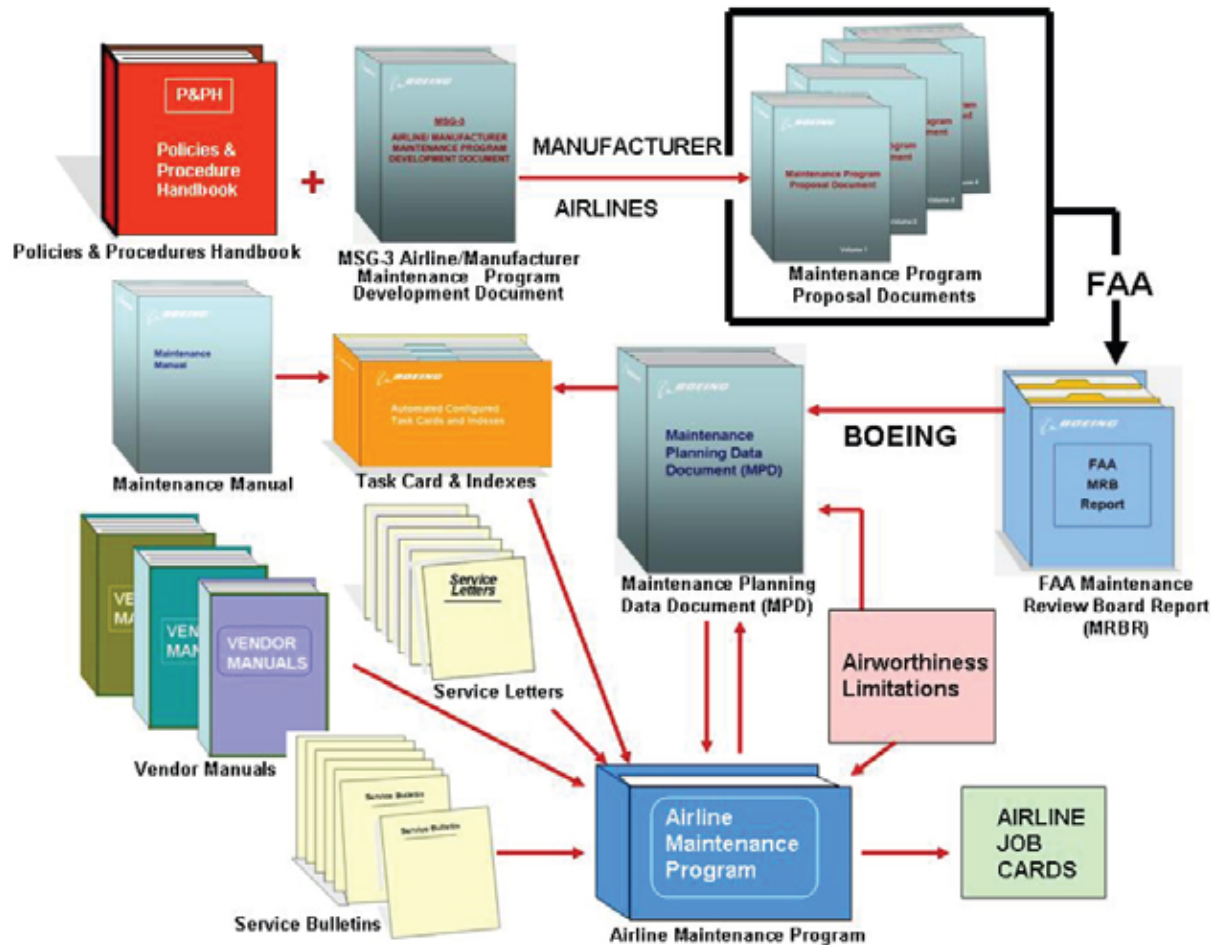 P&PH
Policies &
Procedure
Handbook
Policies & Procedures Handbook
+
BOEING
MSG-3
AIRLINE/ MANUFACTURER
MAINTENANCE PROGRAM
DEVELOPMENT DOCUMENT
MSG-3 Airline/Manufacturer
Maintenance Program
Development Document
MANUFACTURER
AIRLINES
Maintenance Program
Proposal Document
Volume 1
Maintenance Program
Proposal Documents
FAA
BOEING
Maintenance
Manual
Maintenance Manual
BOEING
Automated Configured
Task Cards and Indexes
Task Card & Indexes
BOEING
Maintenance
Planning Data
Document (MPD)
Maintenance Planning
Data Document (MPD)
BOEING
BOEING
FAA
MRB
Report
FAA Maintenance
Review Board Report
(MRBR)
VENDOR
MANUALS
Vendor Manuals
Service
Letters
Service Letters
Airworthiness
Limitations
Service Bulletin
Service Bulletin
Service Bulletins
Airline
Maintenance
Program
Airline Maintenance Program
AIRLINE
JOB
CARDS